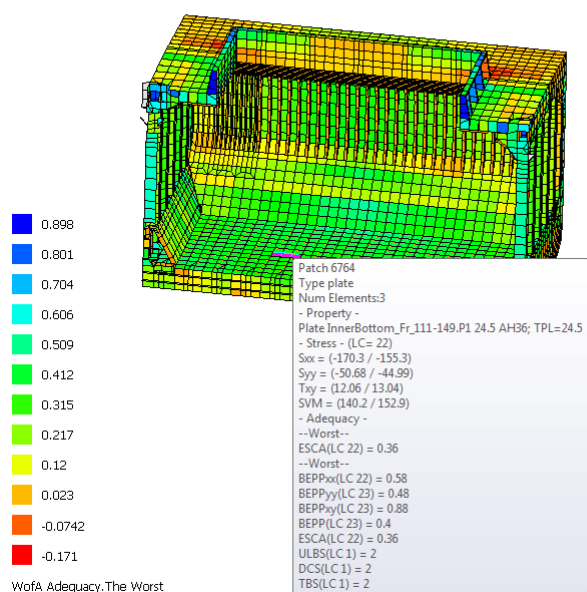 0.898
0.801
0.704
0.606
0.509
0.412
0.315
0.217
0.12
0.023
-0.0742
-0.171
WofA Adequacy.The Worst
Patch 6764
Type plate
Num Elements:3
- Property -
Plate InnerBottom_Fr_111-149.P1 24.5 AH36; TPL=24.5
- Stress - (LC= 22)
Sxx = (-170.3 / -155.3)
Syy = (-50.68 / -44.99)
Txy = (12.06 / 13.04)
SVM = (140.2 / 152.9)
- Adequacy -
--Worst--
ESCA(LC 22) = 0.36
--Worst--
BEPPxx(LC 22) = 0.58
BEPPyy(LC 23) = 0.48
BEPPxy(LC 23) = 0.88
BEPP(LC 23) = 0.4
ESCA(LC 22) = 0.36
ULBS(LC 1) = 2
DCS(LC 1) = 2
TBS(LC 1) = 2